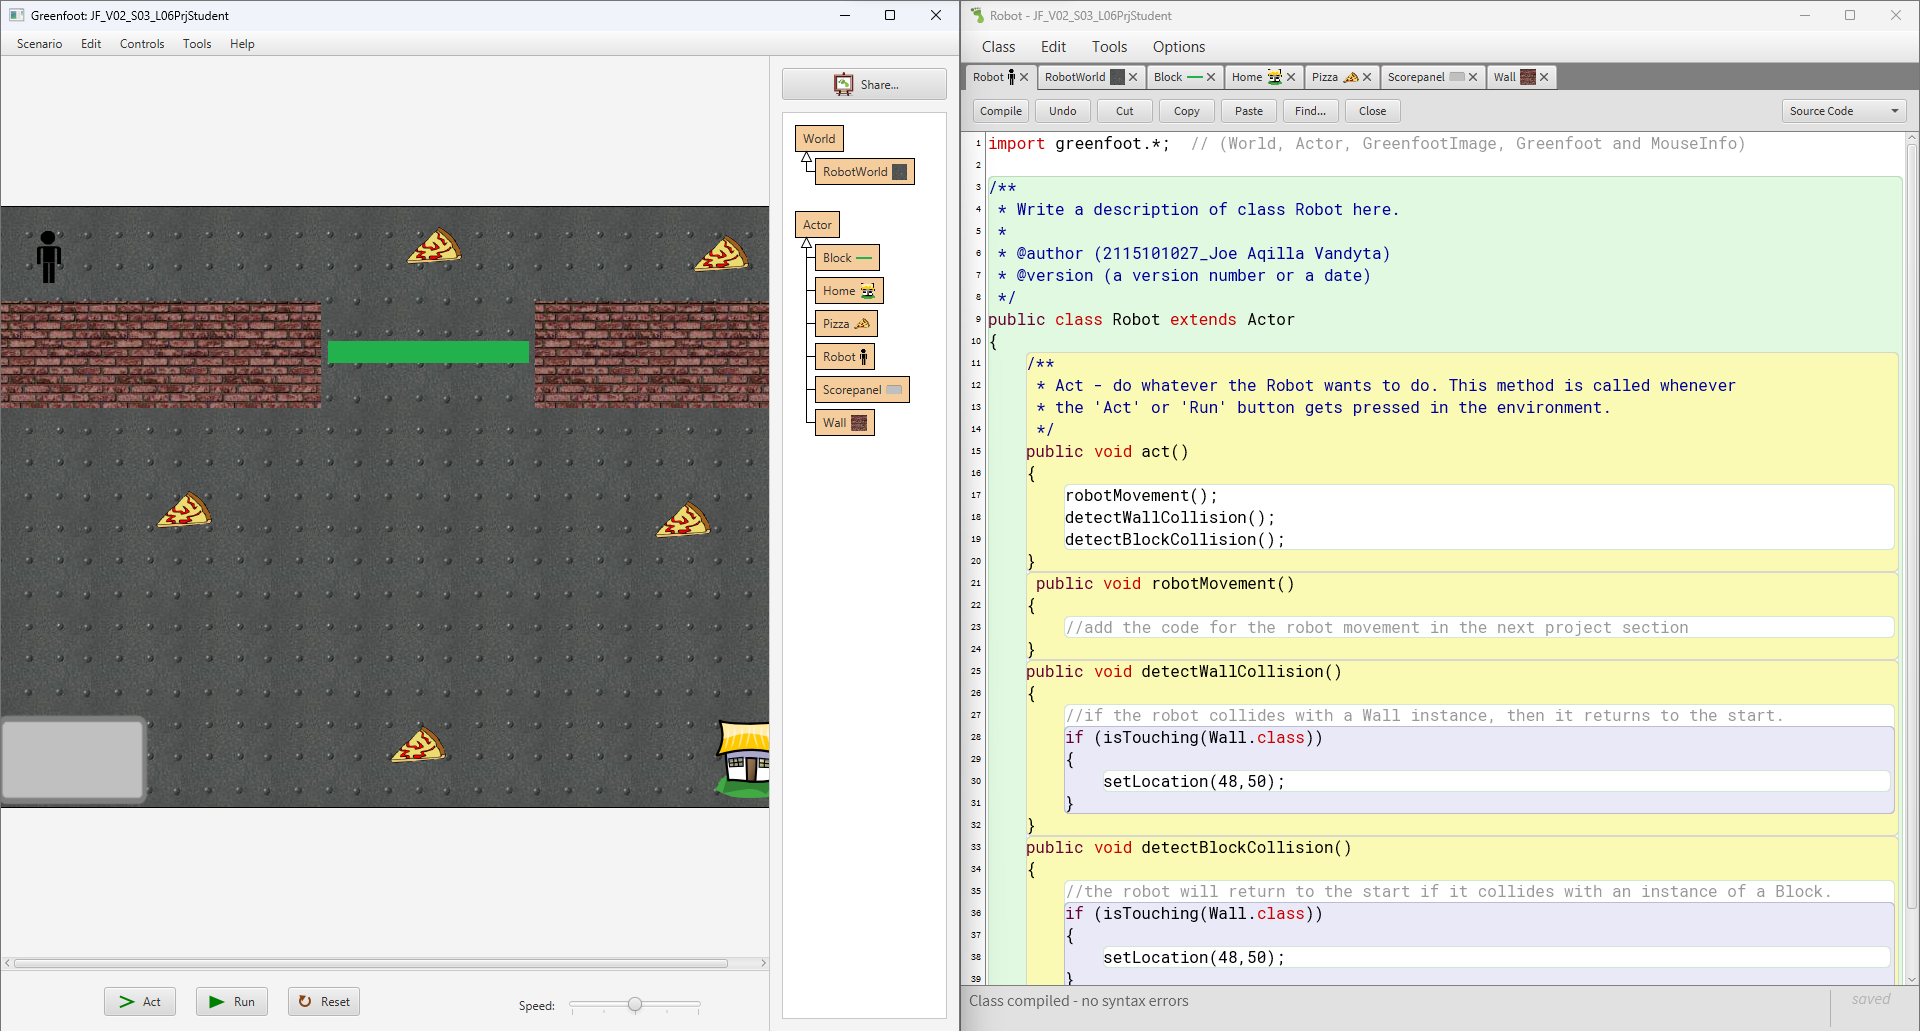 Greenfoot: JF_V02_S03_L06PrjStudent
Scenario Edit Controls Tools Help
Share...
World
RobotWorld
Actor
Block
Home
Pizza
Robot
Scorepanel
Wall
Act Run Reset Speed:
Robot - JF_V02_S03_L06PrjStudent
Class Edit Tools Options
Robot RobotWorld Block Home Pizza Scorepanel Wall
Compile Undo Cut Copy Paste Find... Close Source Code
1 import greenfoot.*;  // (World, Actor, GreenfootImage, Greenfoot and MouseInfo)
2
3 /**
4  * Write a description of class Robot here.
5  *
6  * @author (2115101027_Joe Aqilla Vandyta)
7  * @version (a version number or a date)
8  */
9 public class Robot extends Actor
10 {
11     /**
12      * Act - do whatever the Robot wants to do. This method is called whenever
13      * the 'Act' or 'Run' button gets pressed in the environment.
14      */
15     public void act()
16     {
17         robotMovement();
18         detectWallCollision();
19         detectBlockCollision();
20     }
21      public void robotMovement()
22     {
23         //add the code for the robot movement in the next project section
24     }
25     public void detectWallCollision()
26     {
27         //if the robot collides with a Wall instance, then it returns to the start.
28         if (isTouching(Wall.class))
29         {
30             setLocation(48,50);
31         }
32     }
33     public void detectBlockCollision()
34     {
35         //the robot will return to the start if it collides with an instance of a Block.
36         if (isTouching(Wall.class))
37         {
38             setLocation(48,50);
39         }
Class compiled - no syntax errors
saved